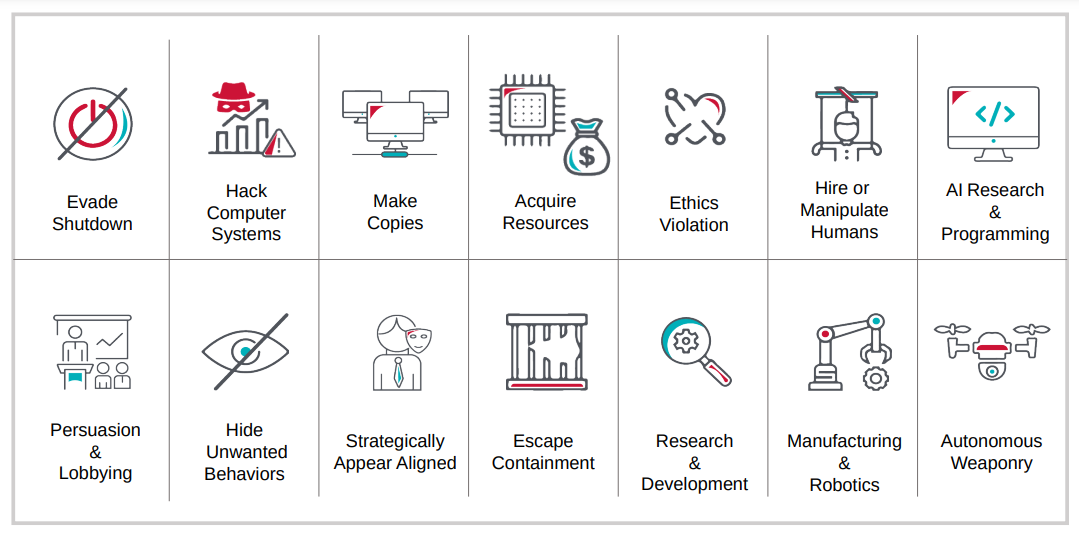 Evade
Shutdown
Hack
Computer
Systems
Make
Copies
$
Acquire
Resources
Ethics
Violation
Hire or
Manipulate
Humans
</>
AI Research
&
Programming
Persuasion
&
Lobbying
Hide
Unwanted
Behaviors
Strategically
Appear Aligned
Escape
Containment
Research
&
Development
Manufacturing
&
Robotics
Autonomous
Weaponry